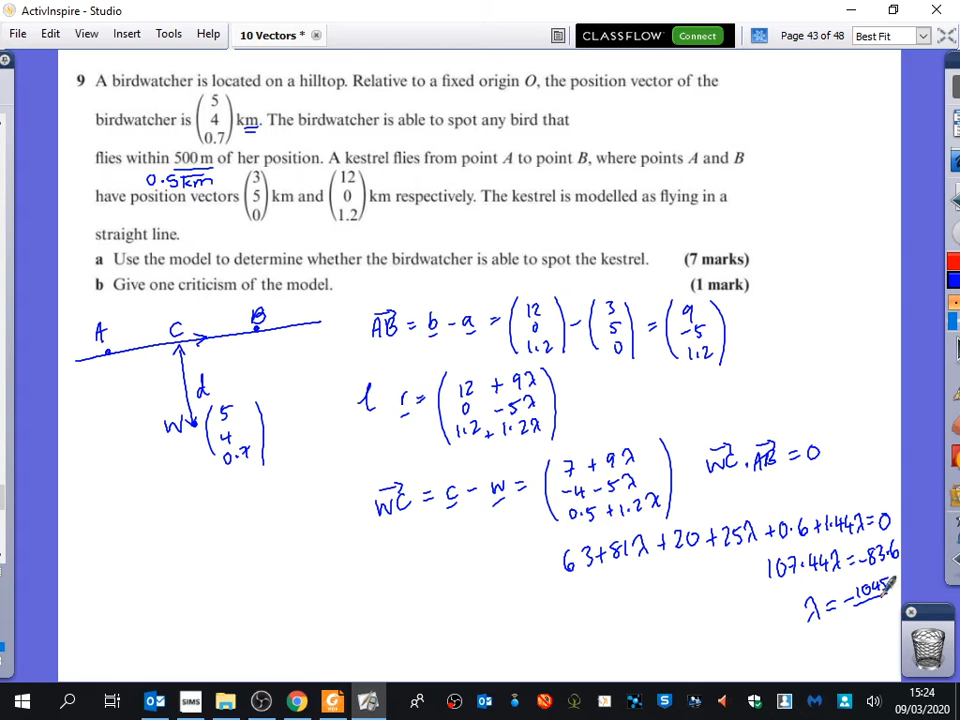 ActivInspire - Studio
File Edit View Insert Tools Help 10 Vectors * CLASSFLOW Connect Page 43 of 48 Best Fit
9 A birdwatcher is located on a hilltop. Relative to a fixed origin O, the position vector of the
birdwatcher is (5 4 0.7) km. The birdwatcher is able to spot any bird that
flies within 500 m of her position. A kestrel flies from point A to point B, where points A and B
0.5km
have position vectors (3 5 0) km and (12 0 1.2) km respectively. The kestrel is modelled as flying in a
straight line.
a Use the model to determine whether the birdwatcher is able to spot the kestrel. (7 marks)
b Give one criticism of the model. (1 mark)
A C B
d
W (5 4 0.7)
AB = b - a = (12 0 1.2) - (3 5 0) = (9 -5 1.2)
l r = (12 + 9λ 0 - 5λ 1.2 + 1.2λ)
WC = c - w = (7 + 9λ -4 - 5λ 0.5 + 1.2λ) WC . AB = 0
63 + 81λ + 20 + 25λ + 0.6 + 1.44λ = 0
107.44λ = -83.6
λ = -1045
SIMS
15:24
09/03/2020